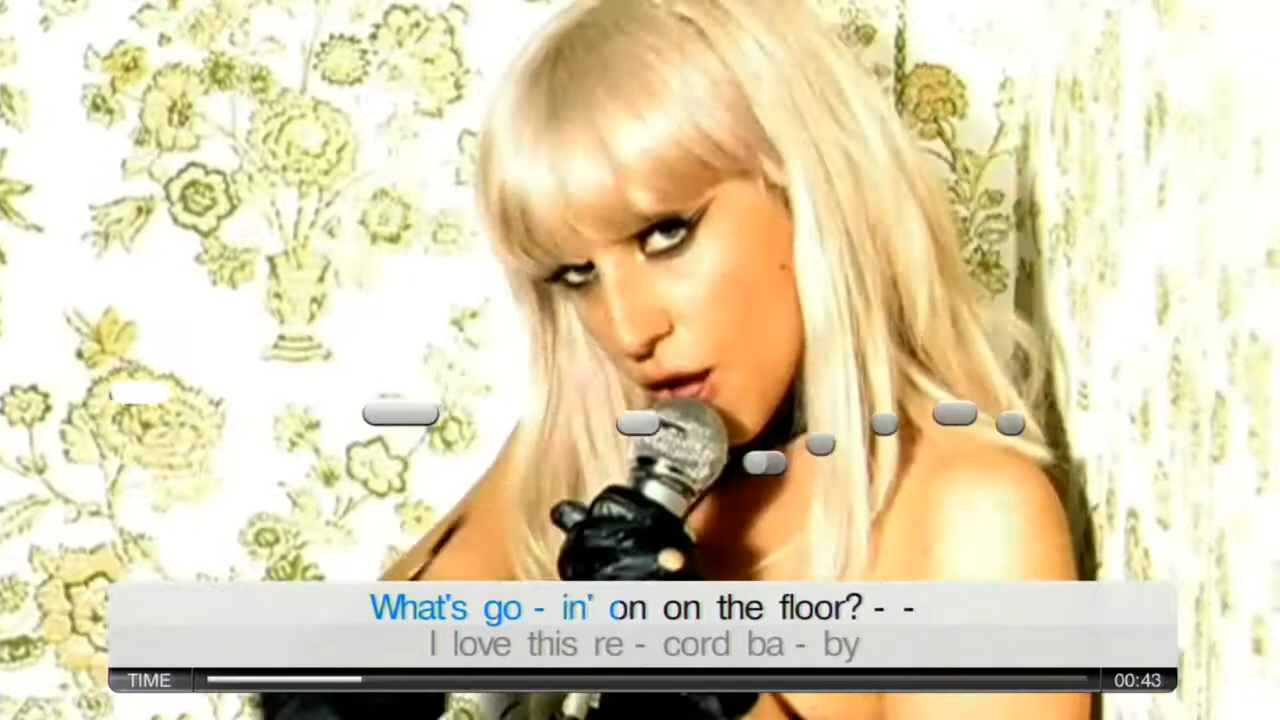 What's go - in' on on the floor? - -
I love this re - cord ba - by
TIME 00:43